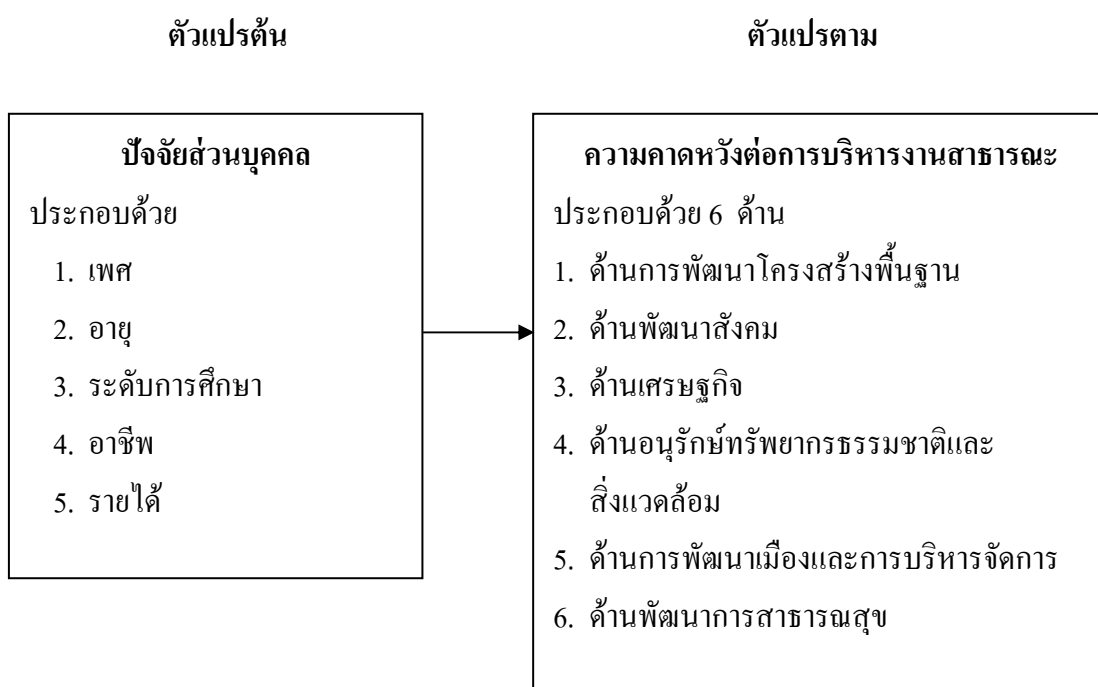 ตัวแปรต้น
ตัวแปรตาม
ปัจจัยส่วนบุคคล
ประกอบด้วย
1. เพศ
2. อายุ
3. ระดับการศึกษา
4. อาชีพ
5. รายได้
ความคาดหวังต่อการบริหารงานสาธารณะ
ประกอบด้วย 6 ด้าน
1. ด้านการพัฒนาโครงสร้างพื้นฐาน
2. ด้านพัฒนาสังคม
3. ด้านเศรษฐกิจ
4. ด้านอนุรักษ์ทรัพยากรธรรมชาติและ
สิ่งแวดล้อม
5. ด้านการพัฒนาเมืองและการบริหารจัดการ
6. ด้านพัฒนาการสาธารณสุข